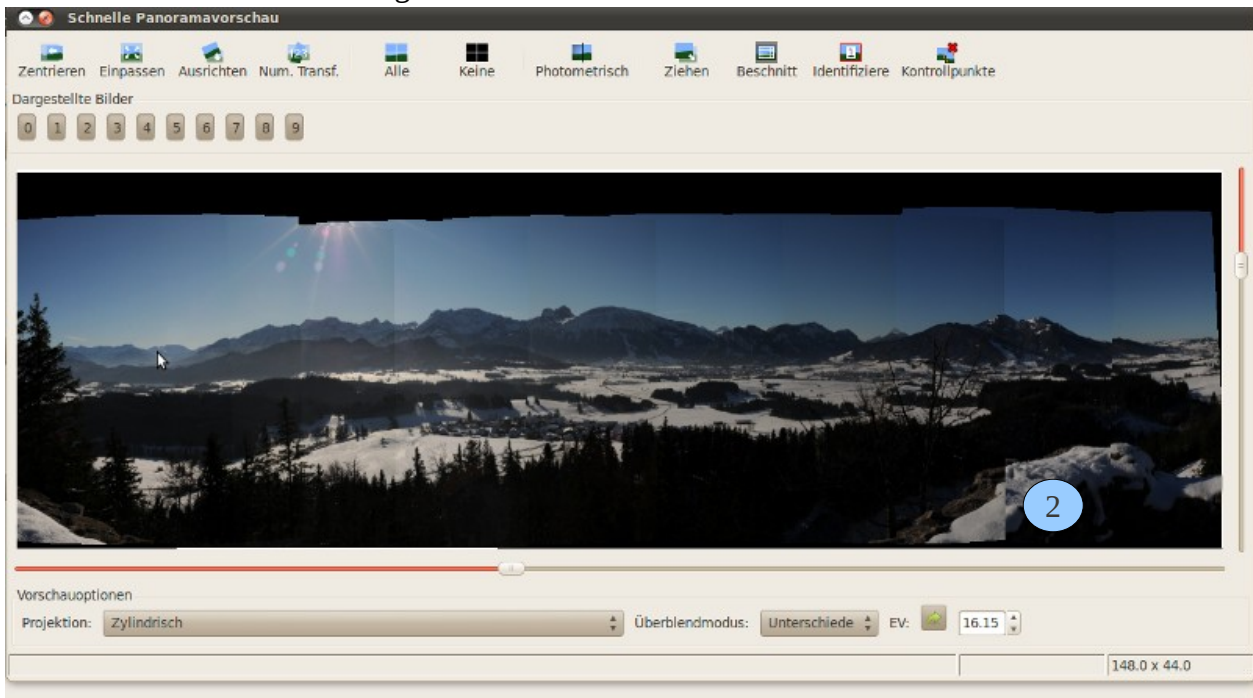 Schnelle Panoramavorschau
Zentrieren Einpassen Ausrichten Num. Transf. Alle Keine Photometrisch Ziehen Beschnitt Identifiziere Kontrollpunkte
Dargestellte Bilder
0 1 2 3 4 5 6 7 8 9
2
Vorschauoptionen
Projektion: Zylindrisch Überblendmodus: Unterschiede EV: 16.15
148.0 x 44.0